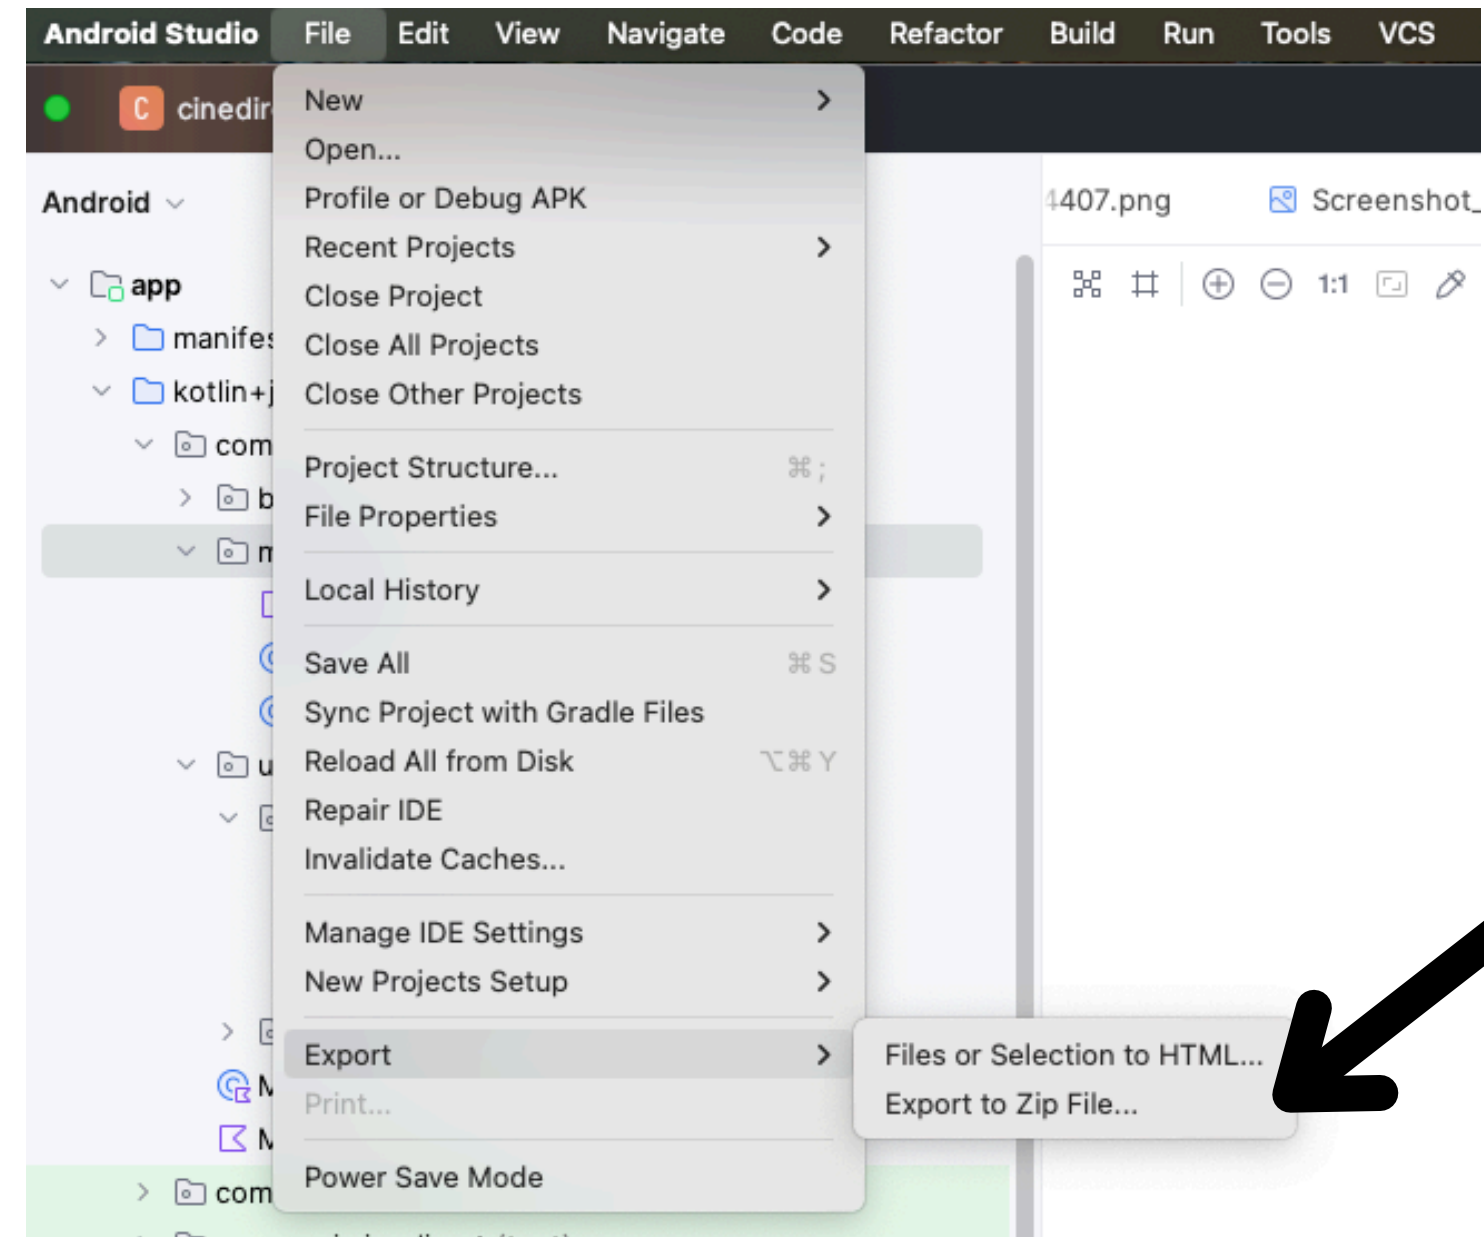 Android Studio File Edit View Navigate Code Refactor Build Run Tools VCS
C cinedir
New
Open...
Profile or Debug APK
Recent Projects
Close Project
Close All Projects
Close Other Projects
Project Structure... ⌘ ;
File Properties
Local History
Save All ⌘ S
Sync Project with Gradle Files
Reload All from Disk ⌥⌘ Y
Repair IDE
Invalidate Caches...
Manage IDE Settings
New Projects Setup
Export
Print...
Power Save Mode
Files or Selection to HTML...
Export to Zip File...
Android
app
manifes
kotlin+j
com
b
u
com
4407.png Screenshot_
1:1